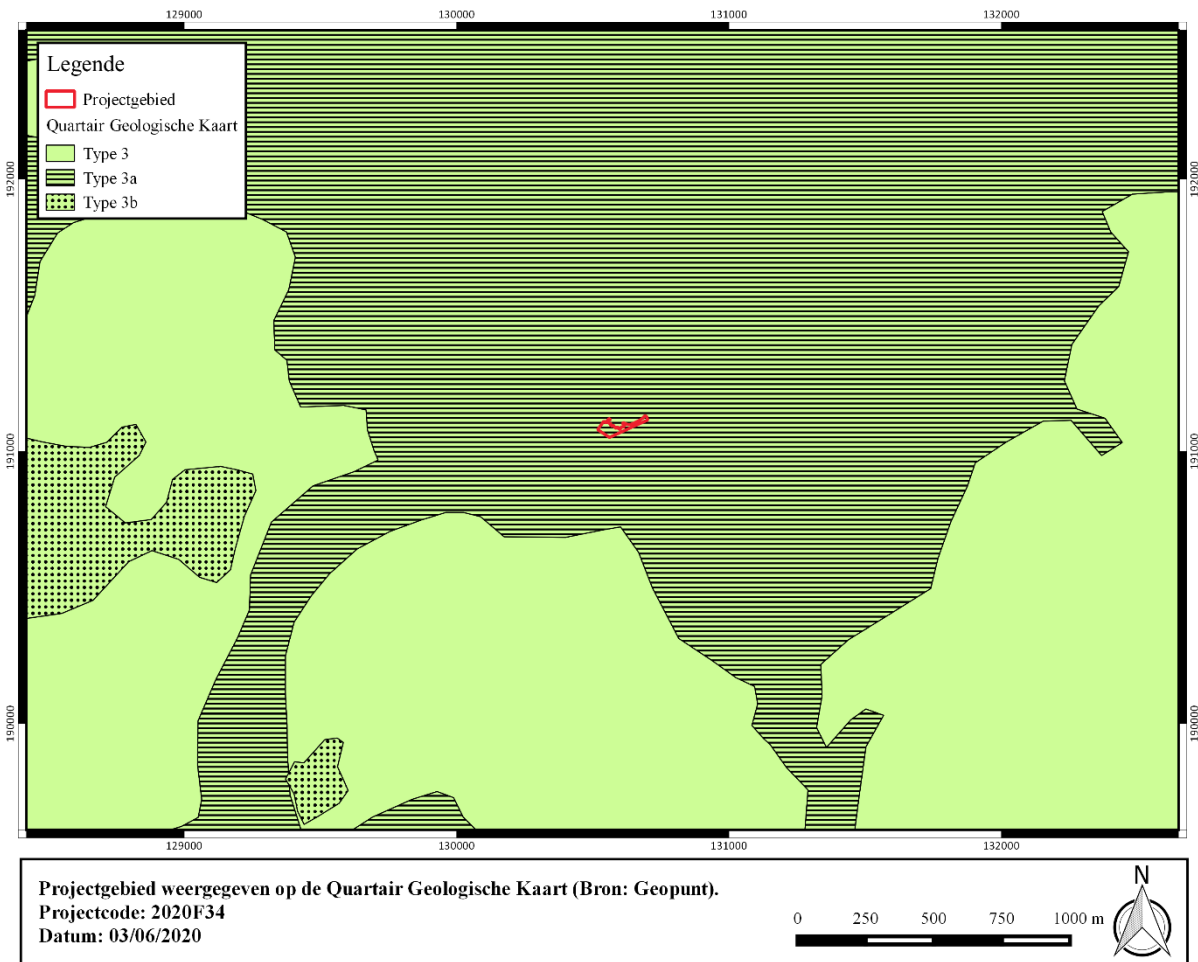 129000 130000 131000 132000
Legende
Projectgebied
Quartair Geologische Kaart
Type 3
Type 3a
Type 3b
192000 192000
191000 191000
190000 190000
129000 130000 131000 132000
Projectgebied weergegeven op de Quartair Geologische Kaart (Bron: Geopunt).
Projectcode: 2020F34
Datum: 03/06/2020
0 250 500 750 1000 m
N